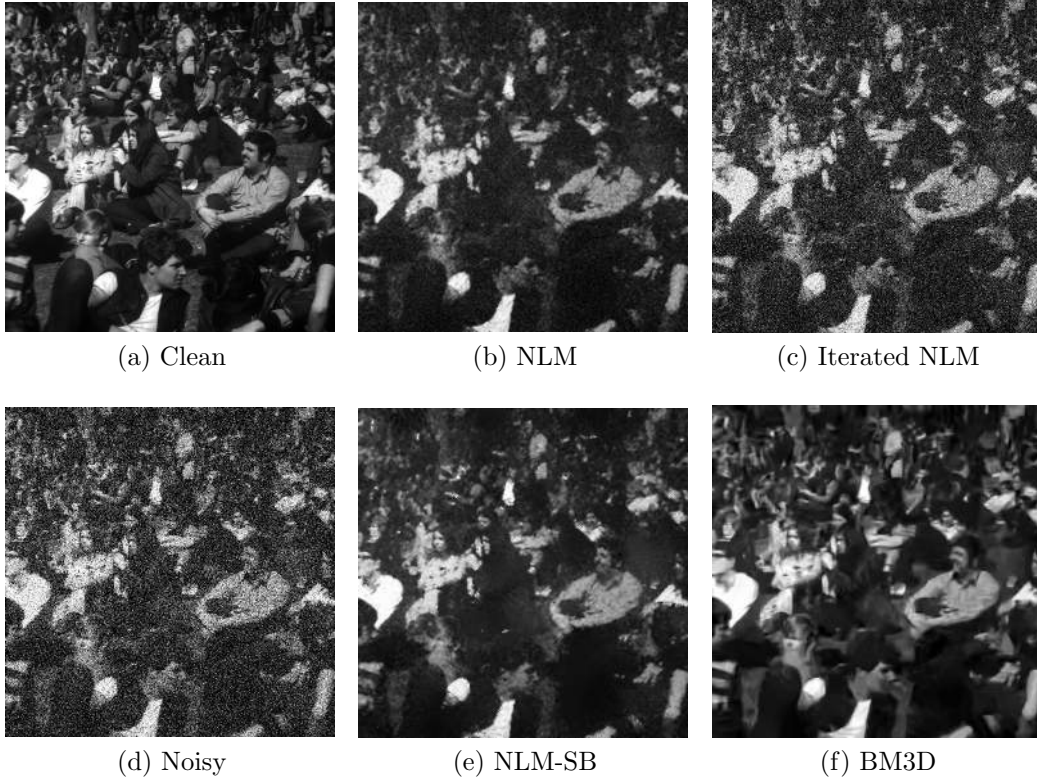 (a) Clean
(b) NLM
(c) Iterated NLM
(d) Noisy
(e) NLM-SB
(f) BM3D